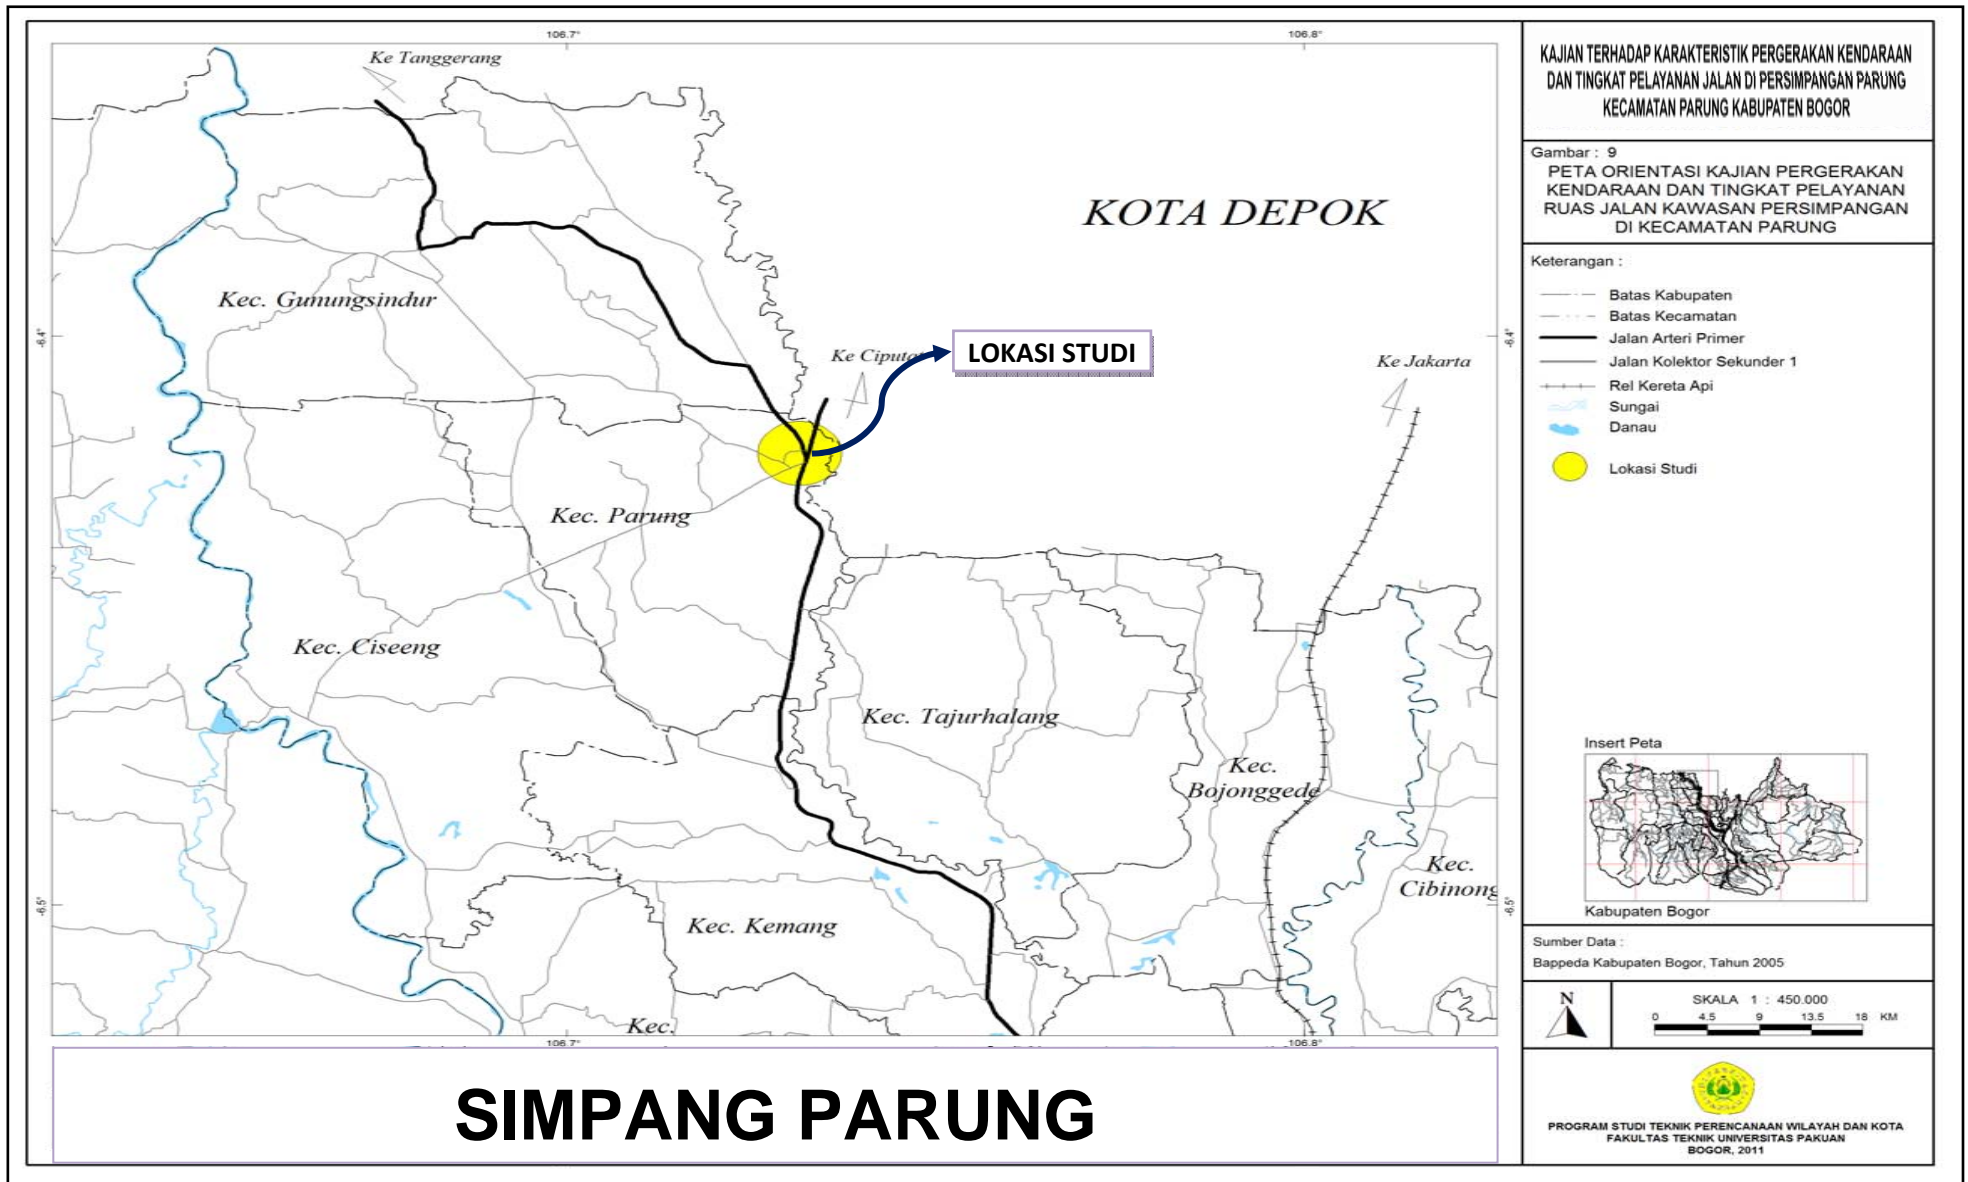 106.7°
106.8°
Ke Tanggerang
KOTA DEPOK
Kec. Gunungsindur
-6.4°
-6.4°
Ke Ciputat
LOKASI STUDI
Ke Jakarta
Kec. Parung
Kec. Ciseeng
Kec. Tajurhalang
Kec.
Bojonggede
Kec.
Cibinong
-6.5°
-6.5°
Kec. Kemang
Kec.
106.7°
106.8°
SIMPANG PARUNG
KAJIAN TERHADAP KARAKTERISTIK PERGERAKAN KENDARAAN
DAN TINGKAT PELAYANAN JALAN DI PERSIMPANGAN PARUNG
KECAMATAN PARUNG KABUPATEN BOGOR
Gambar : 9
PETA ORIENTASI KAJIAN PERGERAKAN
KENDARAAN DAN TINGKAT PELAYANAN
RUAS JALAN KAWASAN PERSIMPANGAN
DI KECAMATAN PARUNG
Keterangan :
Batas Kabupaten
Batas Kecamatan
Jalan Arteri Primer
Jalan Kolektor Sekunder 1
Rel Kereta Api
Sungai
Danau
Lokasi Studi
Insert Peta
Kabupaten Bogor
Sumber Data :
Bappeda Kabupaten Bogor, Tahun 2005
N
SKALA 1 : 450.000
0 4.5 9 13.5 18 KM
PROGRAM STUDI TEKNIK PERENCANAAN WILAYAH DAN KOTA
FAKULTAS TEKNIK UNIVERSITAS PAKUAN
BOGOR, 2011